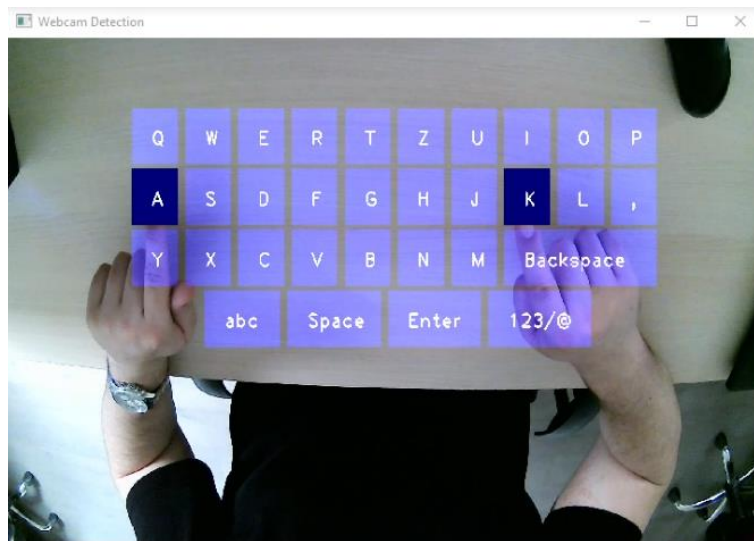 Webcam Detection
Q W E R T Z U I O P
A S D F G H J K L ,
Y X C V B N M Backspace
abc Space Enter 123/@